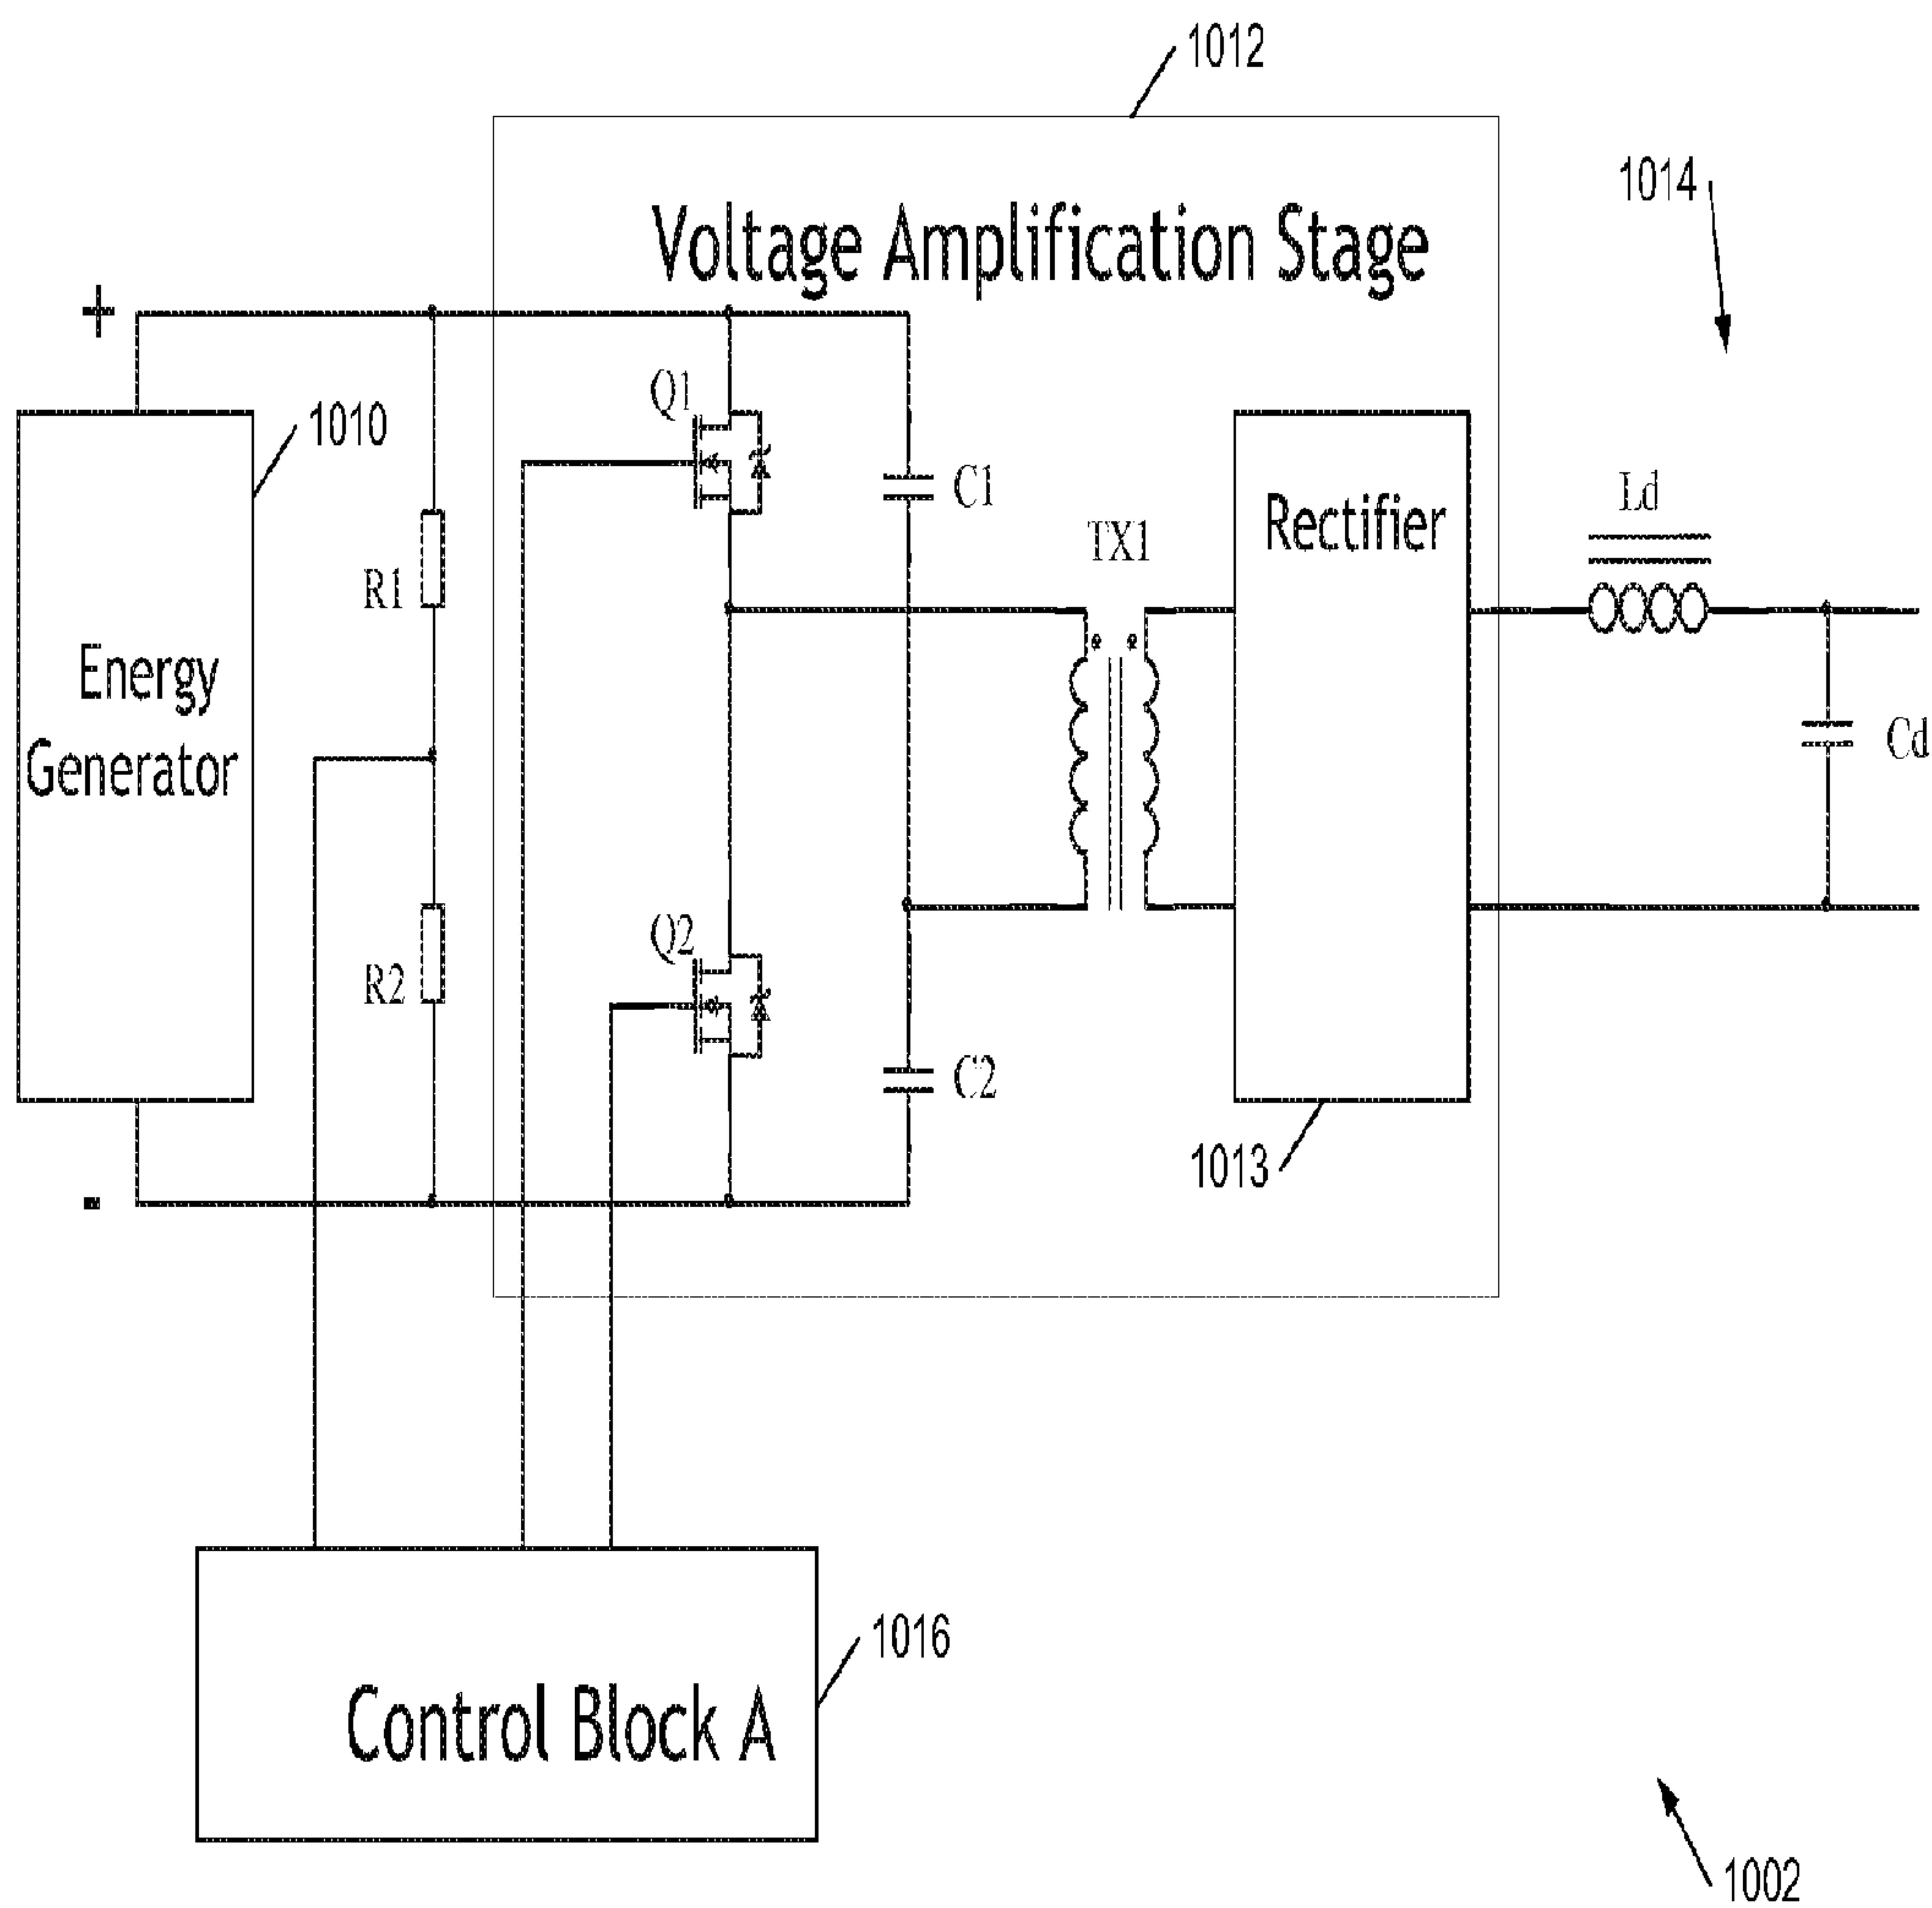 1012
1014
Voltage Amplification Stage
+
Q1
1010
C1
Ld
Rectifier
TX1
R1
Energy
Generator
Cd
Q2
R2
C2
1013
-
1016
Control Block A
1002